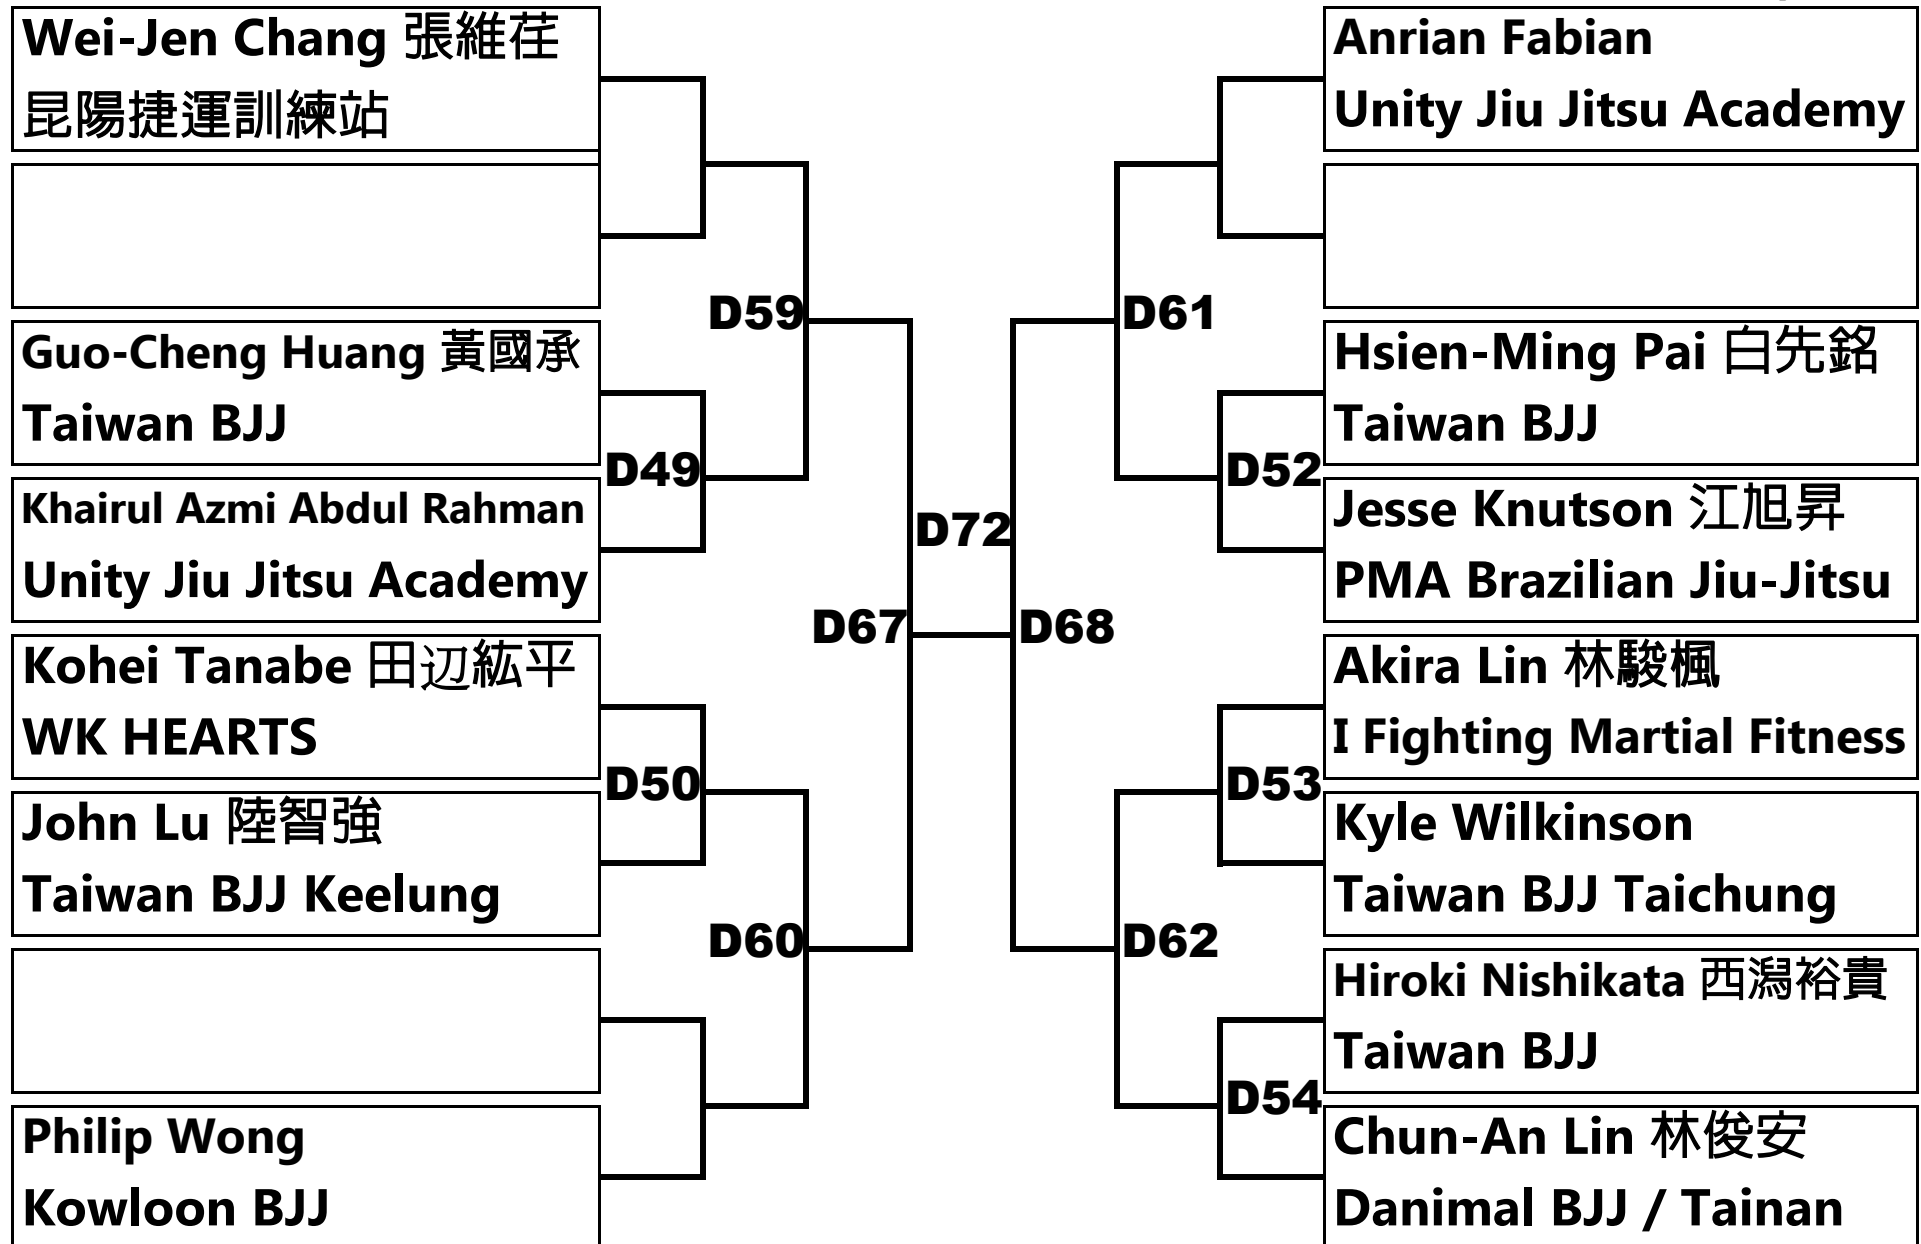 Wei-Jen Chang 張維荏
昆陽捷運訓練站
Guo-Cheng Huang 黃國承
Taiwan BJJ
Khairul Azmi Abdul Rahman
Unity Jiu Jitsu Academy
Kohei Tanabe 田辺紘平
WK HEARTS
John Lu 陸智強
Taiwan BJJ Keelung
Philip Wong
Kowloon BJJ
D49
D50
D59
D60
D67
D72
D68
D61
D62
D52
D53
D54
Anrian Fabian
Unity Jiu Jitsu Academy
Hsien-Ming Pai 白先銘
Taiwan BJJ
Jesse Knutson 江旭昇
PMA Brazilian Jiu-Jitsu
Akira Lin 林駿楓
I Fighting Martial Fitness
Kyle Wilkinson
Taiwan BJJ Taichung
Hiroki Nishikata 西潟裕貴
Taiwan BJJ
Chun-An Lin 林俊安
Danimal BJJ / Tainan